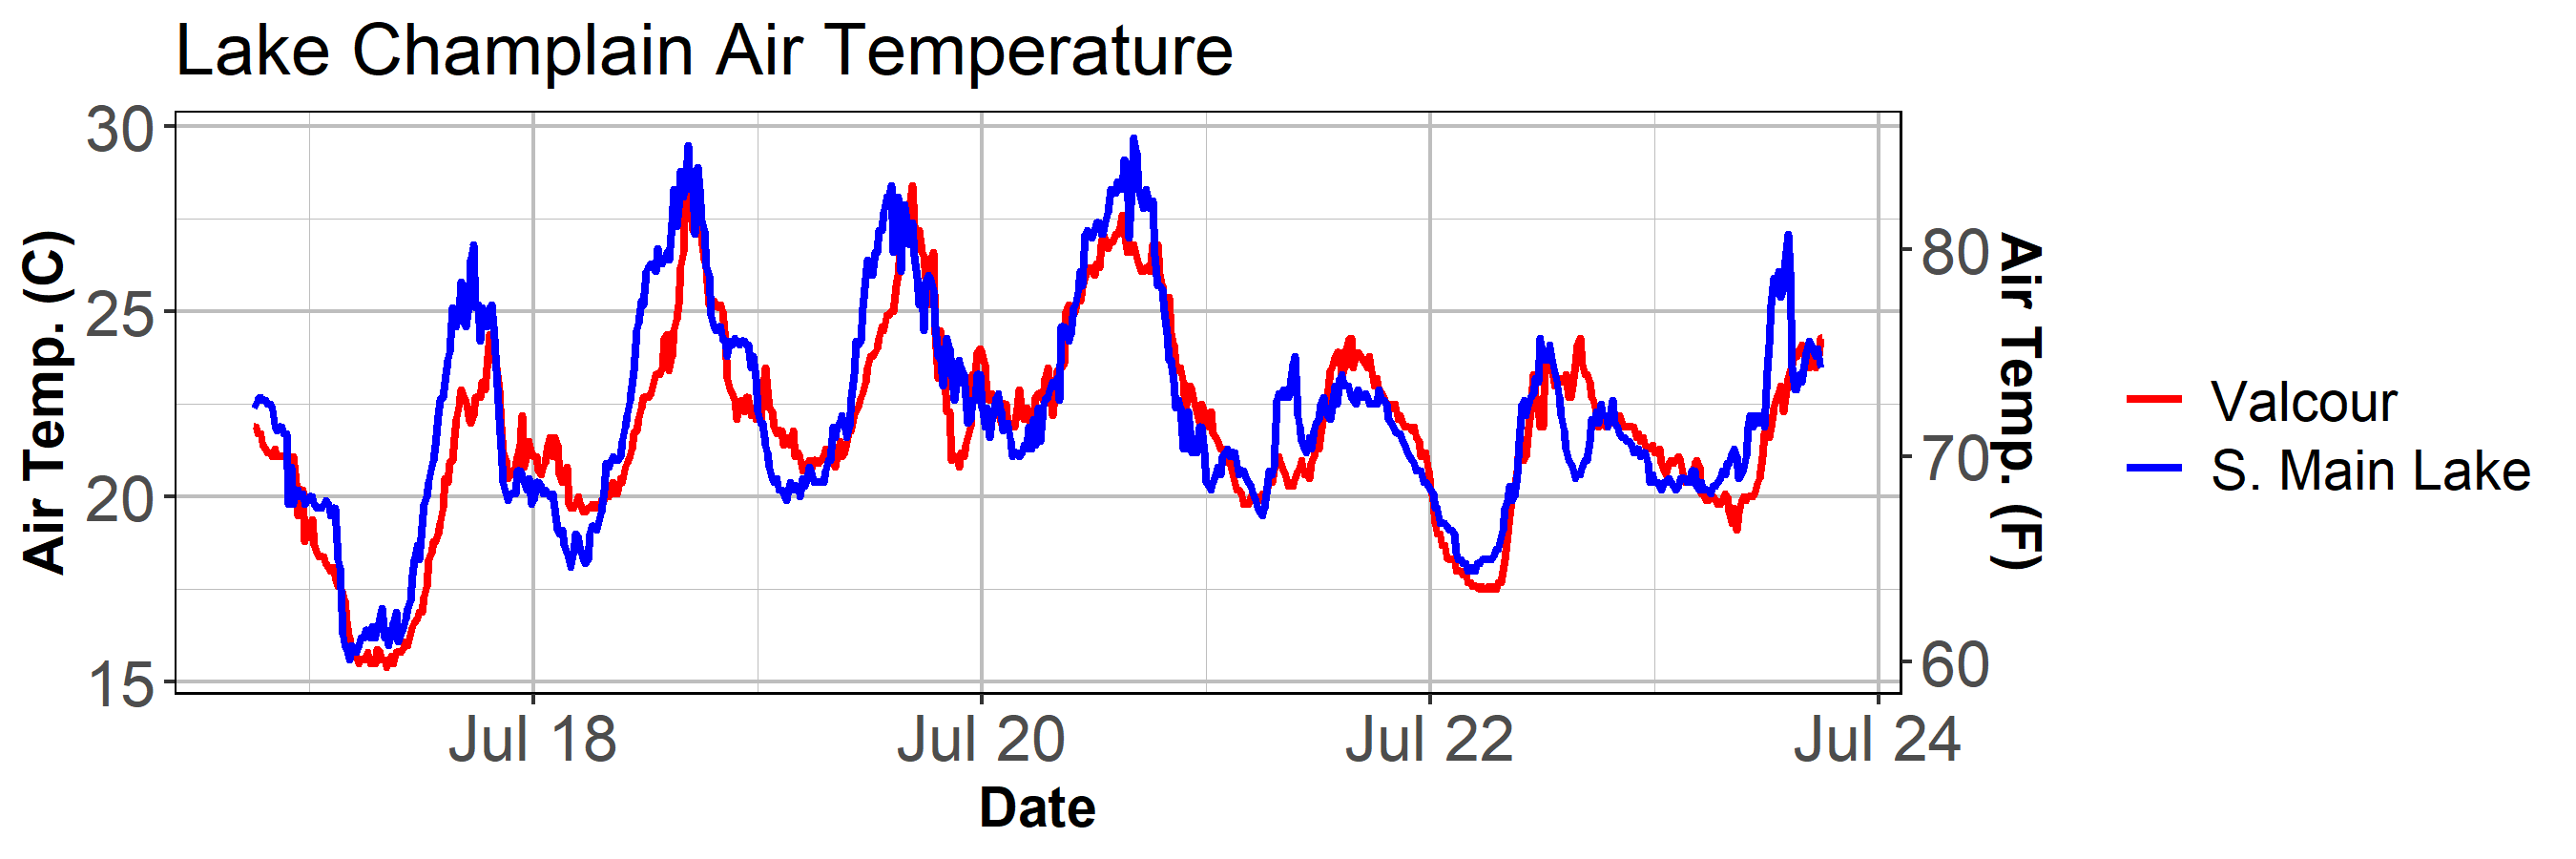 Lake Champlain Air Temperature
Air Temp. (C)
30
25
20
15
Air Temp. (F)
80
70
60
Jul 18
Jul 20
Jul 22
Jul 24
Date
Valcour
S. Main Lake